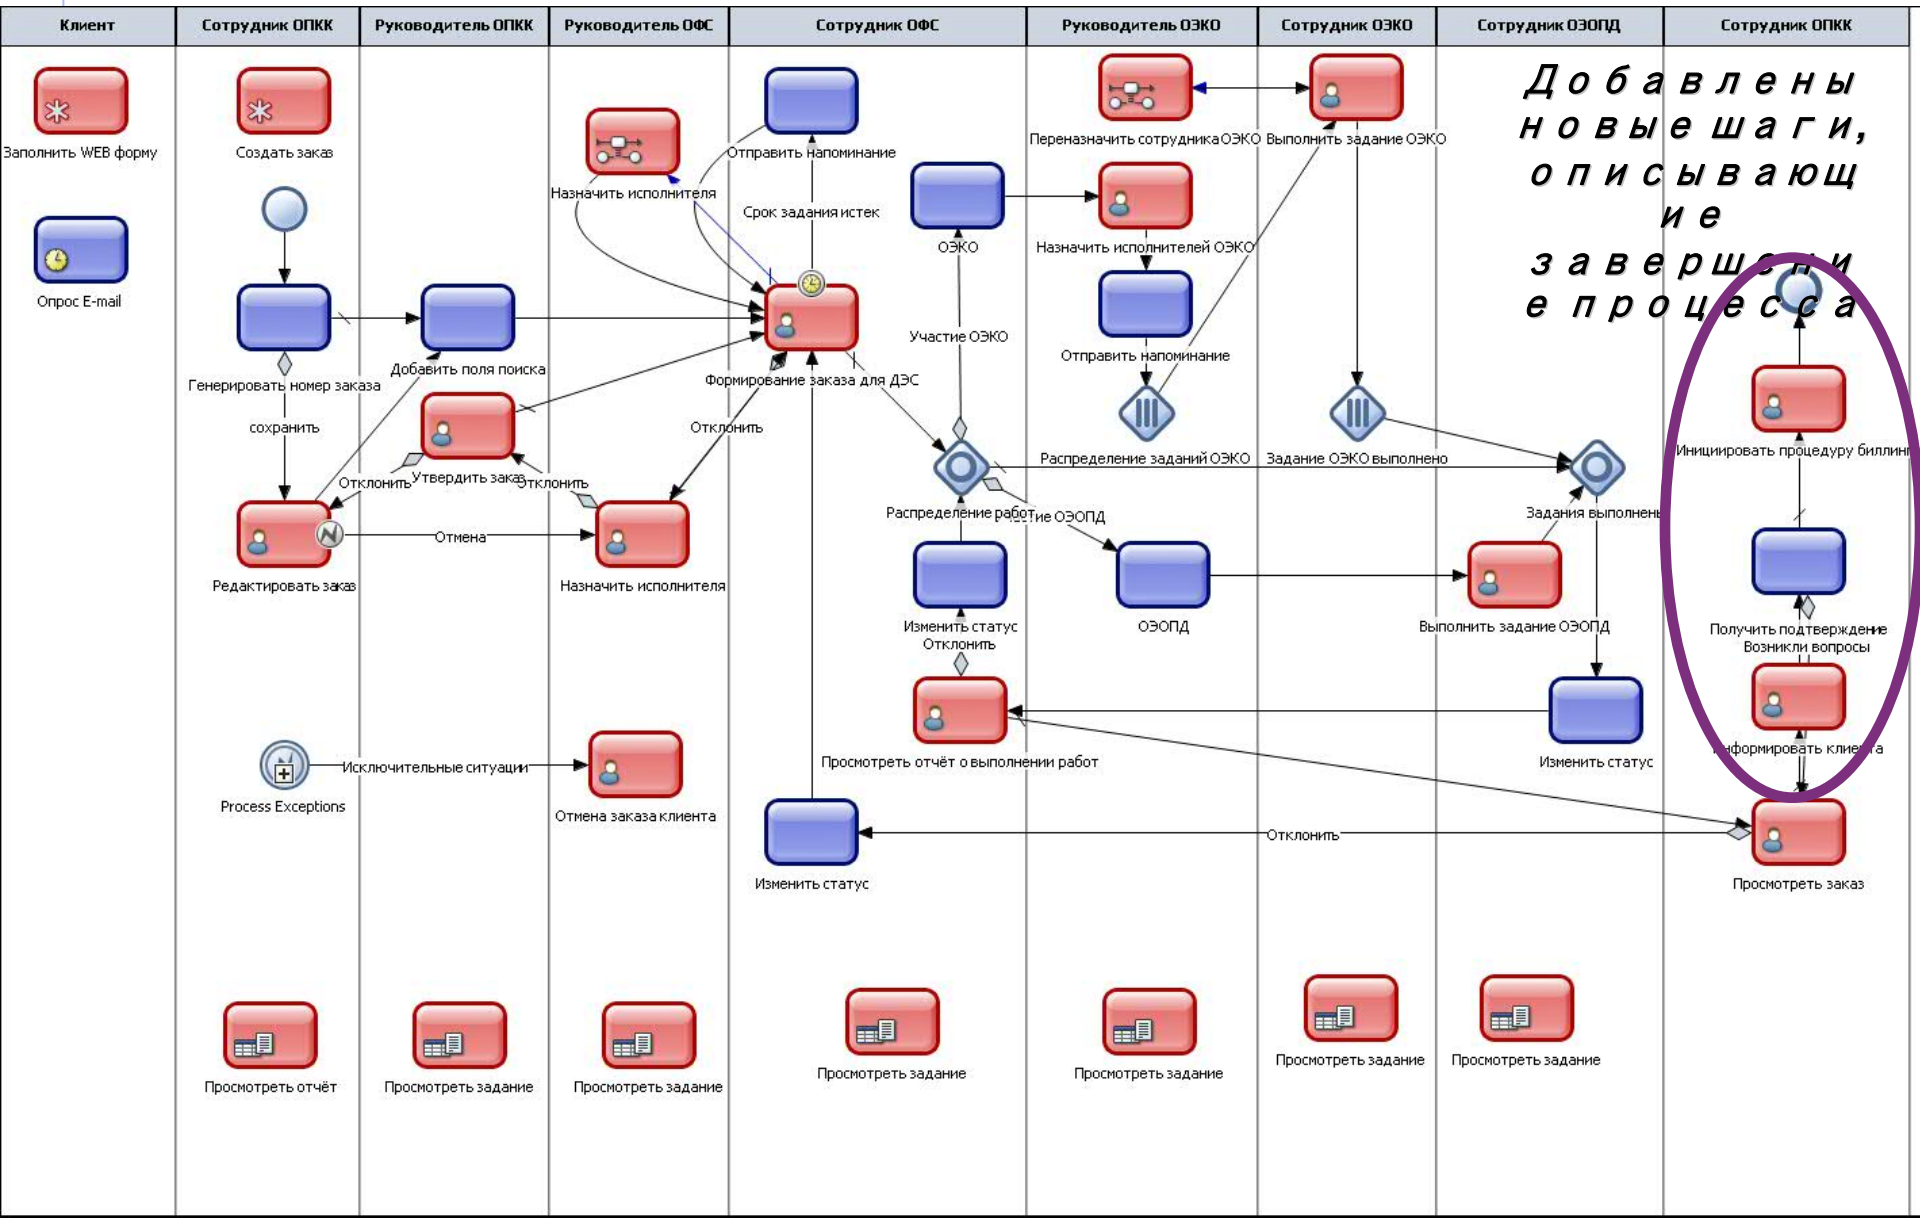 Клиент
Сотрудник ОПКК
Руководитель ОПКК
Руководитель ОФС
Сотрудник ОФС
Руководитель ОЭКО
Сотрудник ОЭКО
Сотрудник ОЭОПД
Сотрудник ОПКК
Добавлены
новые шаги,
описывающ
ие
завершени
е процесса
Заполнить WEB форму
Создать заказ
Назначить исполнителя
Отправить напоминание
Переназначить сотрудника ОЭКО
Выполнить задание ОЭКО
Срок задания истек
ОЭКО
Назначить исполнителей ОЭКО
Опрос E-mail
Участие ОЭКО
Отправить напоминание
Генерировать номер заказа
Добавить поля поиска
Формирование заказа для ДЭС
сохранить
Отклонить
Распределение заданий ОЭКО
Задание ОЭКО выполнено
Инициировать процедуру биллин
Отклонить
Утвердить заказ
Отклонить
Распределение работ
ОЭОПД
Задания выполнены
Отмена
Редактировать заказ
Назначить исполнителя
Изменить статус
Отклонить
ОЭОПД
Выполнить задание ОЭОПД
Получить подтверждение
Возникли вопросы
Исключительные ситуации
Process Exceptions
Отмена заказа клиента
Просмотреть отчёт о выполнении работ
Изменить статус
Информировать клиента
Отклонить
Изменить статус
Просмотреть заказ
Просмотреть отчёт
Просмотреть задание
Просмотреть задание
Просмотреть задание
Просмотреть задание
Просмотреть задание
Просмотреть задание